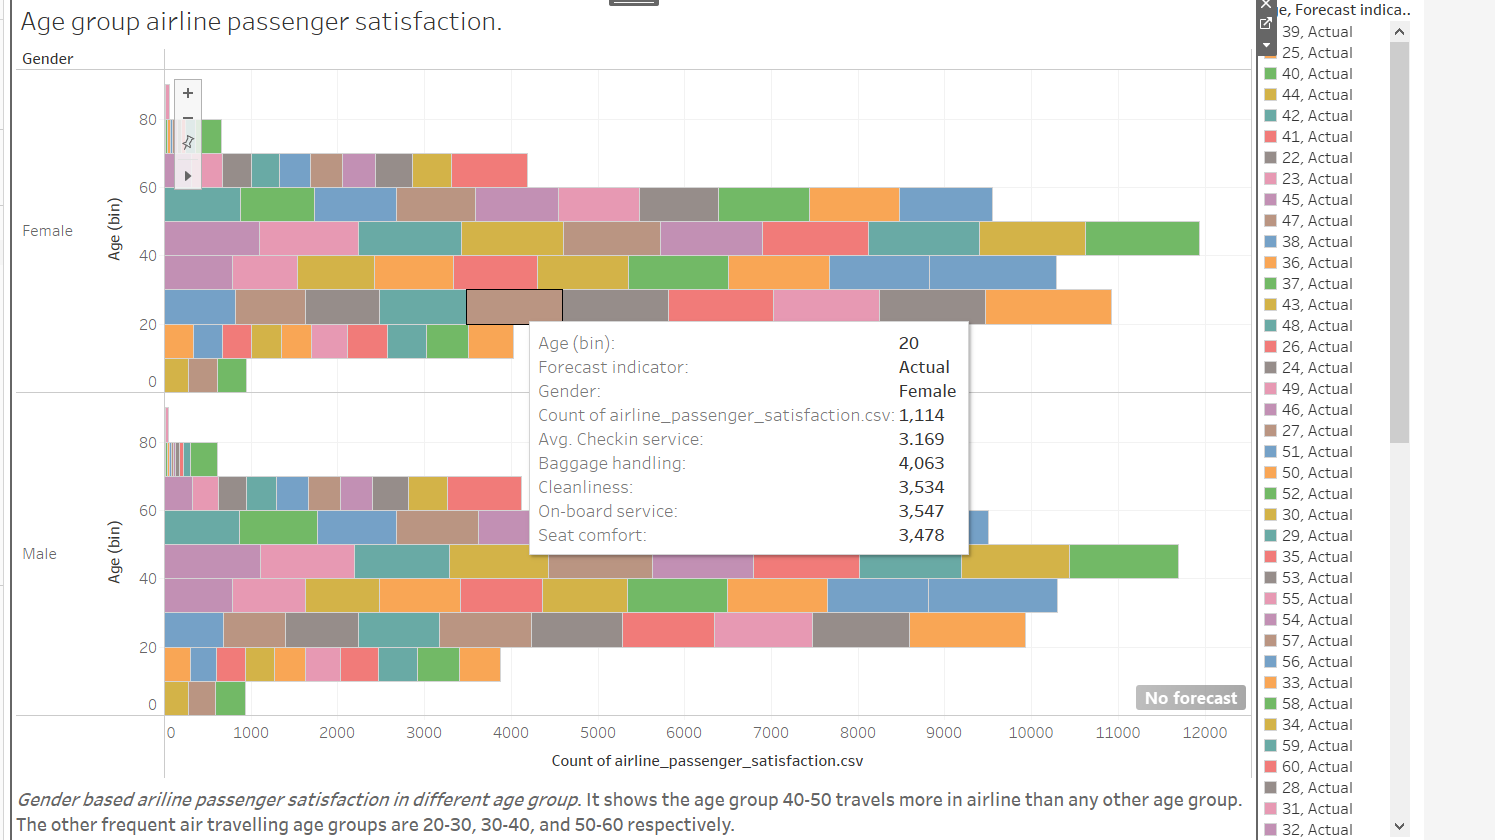 Age group airline passenger satisfaction.
Gender
Female
Age (bin)
80
60
40
20
0
Age (bin): 20
Forecast indicator: Actual
Gender: Female
Count of airline_passenger_satisfaction.csv: 1,114
Avg. Checkin service: 3.169
Baggage handling: 4,063
Cleanliness: 3,534
On-board service: 3,547
Seat comfort: 3,478
Male
Age (bin)
80
60
40
20
0
No forecast
0 1000 2000 3000 4000 5000 6000 7000 8000 9000 10000 11000 12000
Count of airline_passenger_satisfaction.csv
Gender based ariline passenger satisfaction in different age group. It shows the age group 40-50 travels more in airline than any other age group.
The other frequent air travelling age groups are 20-30, 30-40, and 50-60 respectively.
e, Forecast indica..
39, Actual
25, Actual
40, Actual
44, Actual
42, Actual
41, Actual
22, Actual
23, Actual
45, Actual
47, Actual
38, Actual
36, Actual
37, Actual
43, Actual
48, Actual
26, Actual
24, Actual
49, Actual
46, Actual
27, Actual
51, Actual
50, Actual
52, Actual
30, Actual
29, Actual
35, Actual
53, Actual
55, Actual
54, Actual
57, Actual
56, Actual
33, Actual
58, Actual
34, Actual
59, Actual
60, Actual
28, Actual
31, Actual
32, Actual